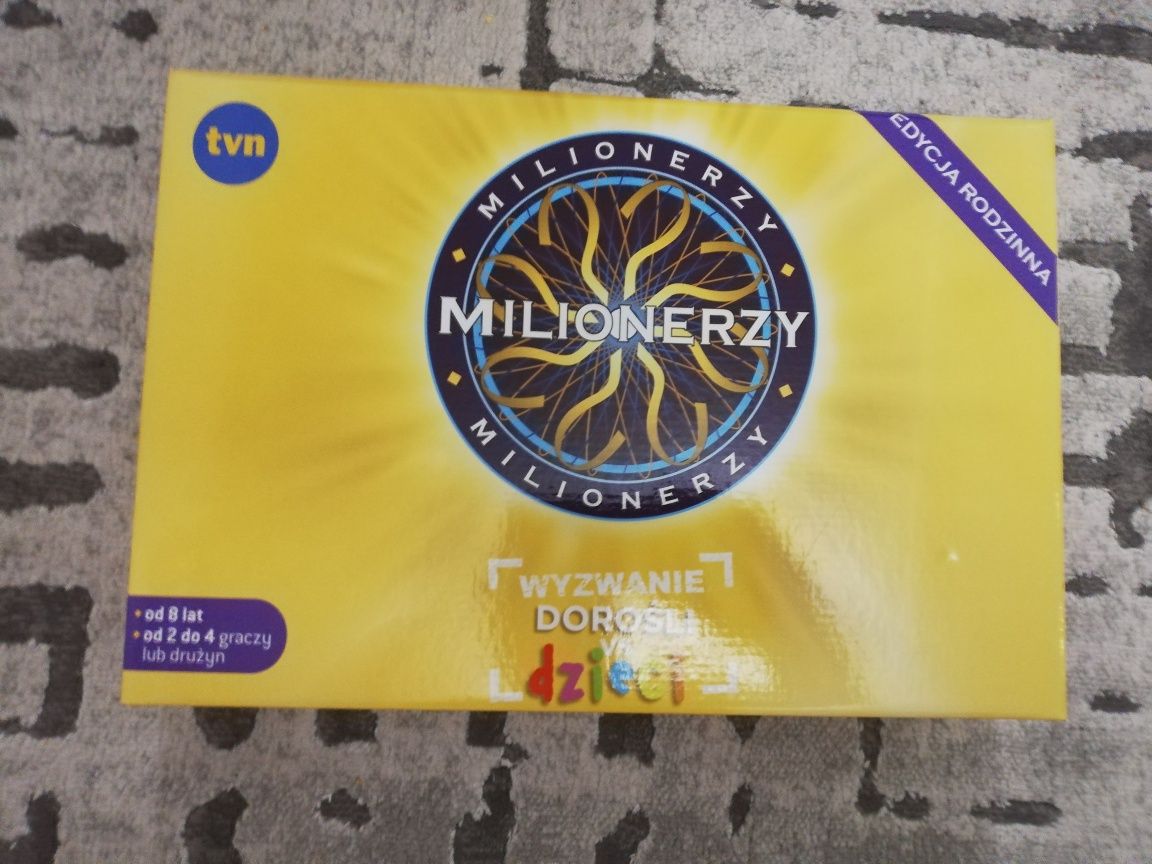 tvn
EDYCJA RODZINNA
MILIONERZY
MILIONERZY
MILIONERZY
WYZWANIE
DOROŚLI
dzieci
• od 8 lat
• od 2 do 4 graczy
lub drużyn